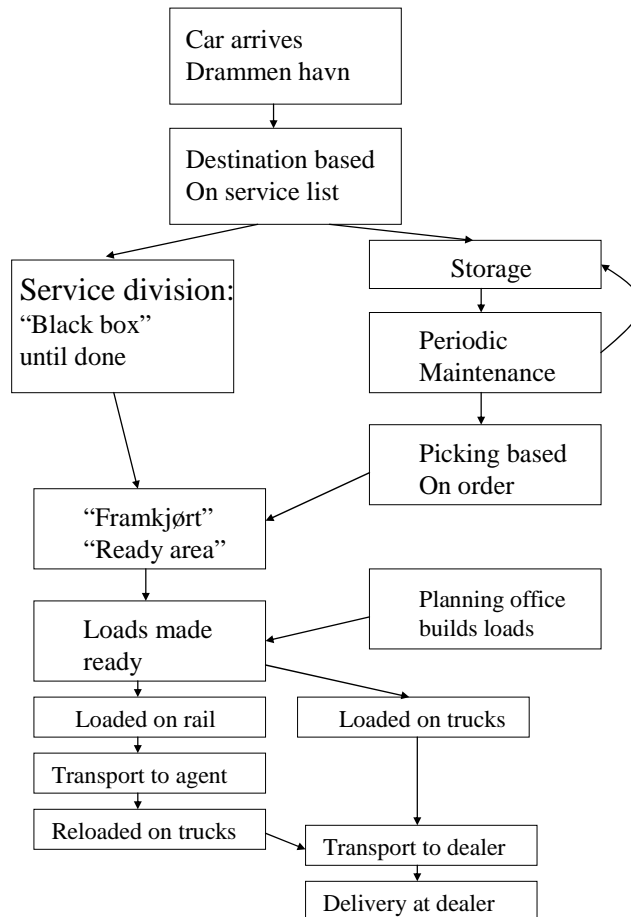 Car arrives
Drammen havn
Destination based
On service list
Service division:
“Black box”
until done
Storage
Periodic
Maintenance
Picking based
On order
“Framkjørt”
“Ready area”
Planning office
builds loads
Loads made
ready
Loaded on rail
Loaded on trucks
Transport to agent
Reloaded on trucks
Transport to dealer
Delivery at dealer